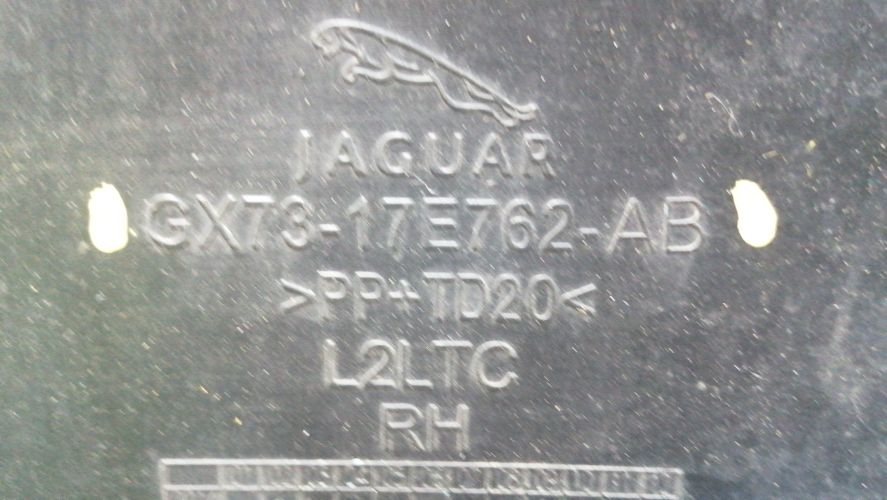 JAGUAR
GX73-17E762-AB
>PP+TD20<
L2LTC
RH